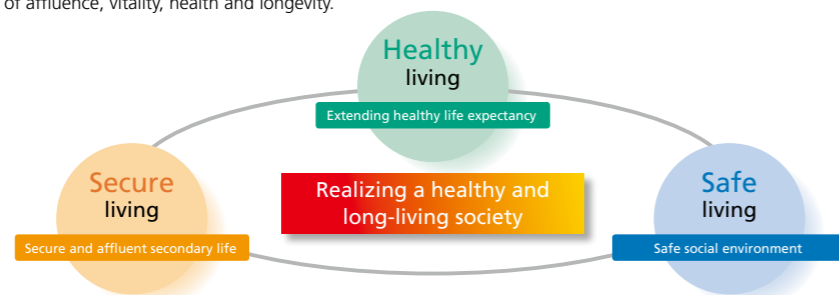 of affluence, vitality, health and longevity.
Healthy
living
Extending healthy life expectancy
Secure
living
Secure and affluent secondary life
Realizing a healthy and
long-living society
Safe
living
Safe social environment